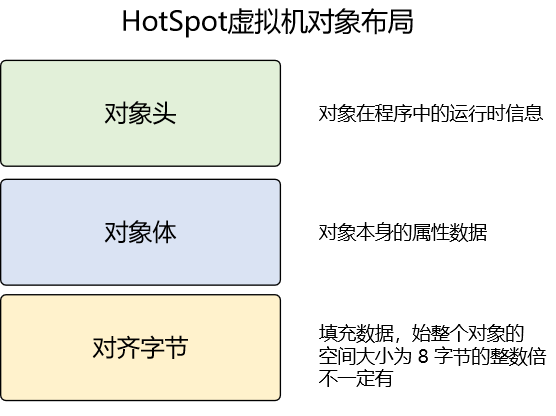 HotSpot虚拟机对象布局
对象头
对象在程序中的运行时信息
对象体
对象本身的属性数据
对齐字节
填充数据，始整个对象的
空间大小为 8 字节的整数倍
不一定有